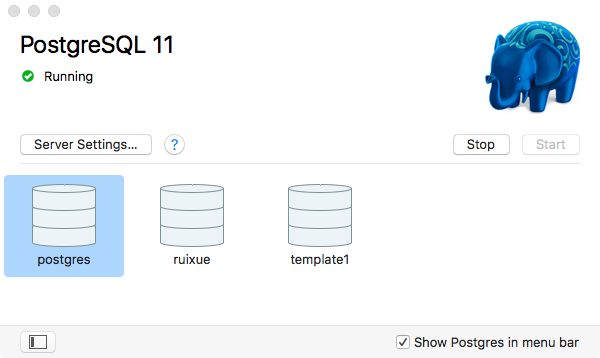 PostgreSQL 11
Running
Server Settings... ? Stop Start
postgres ruixue template1
Show Postgres in menu bar